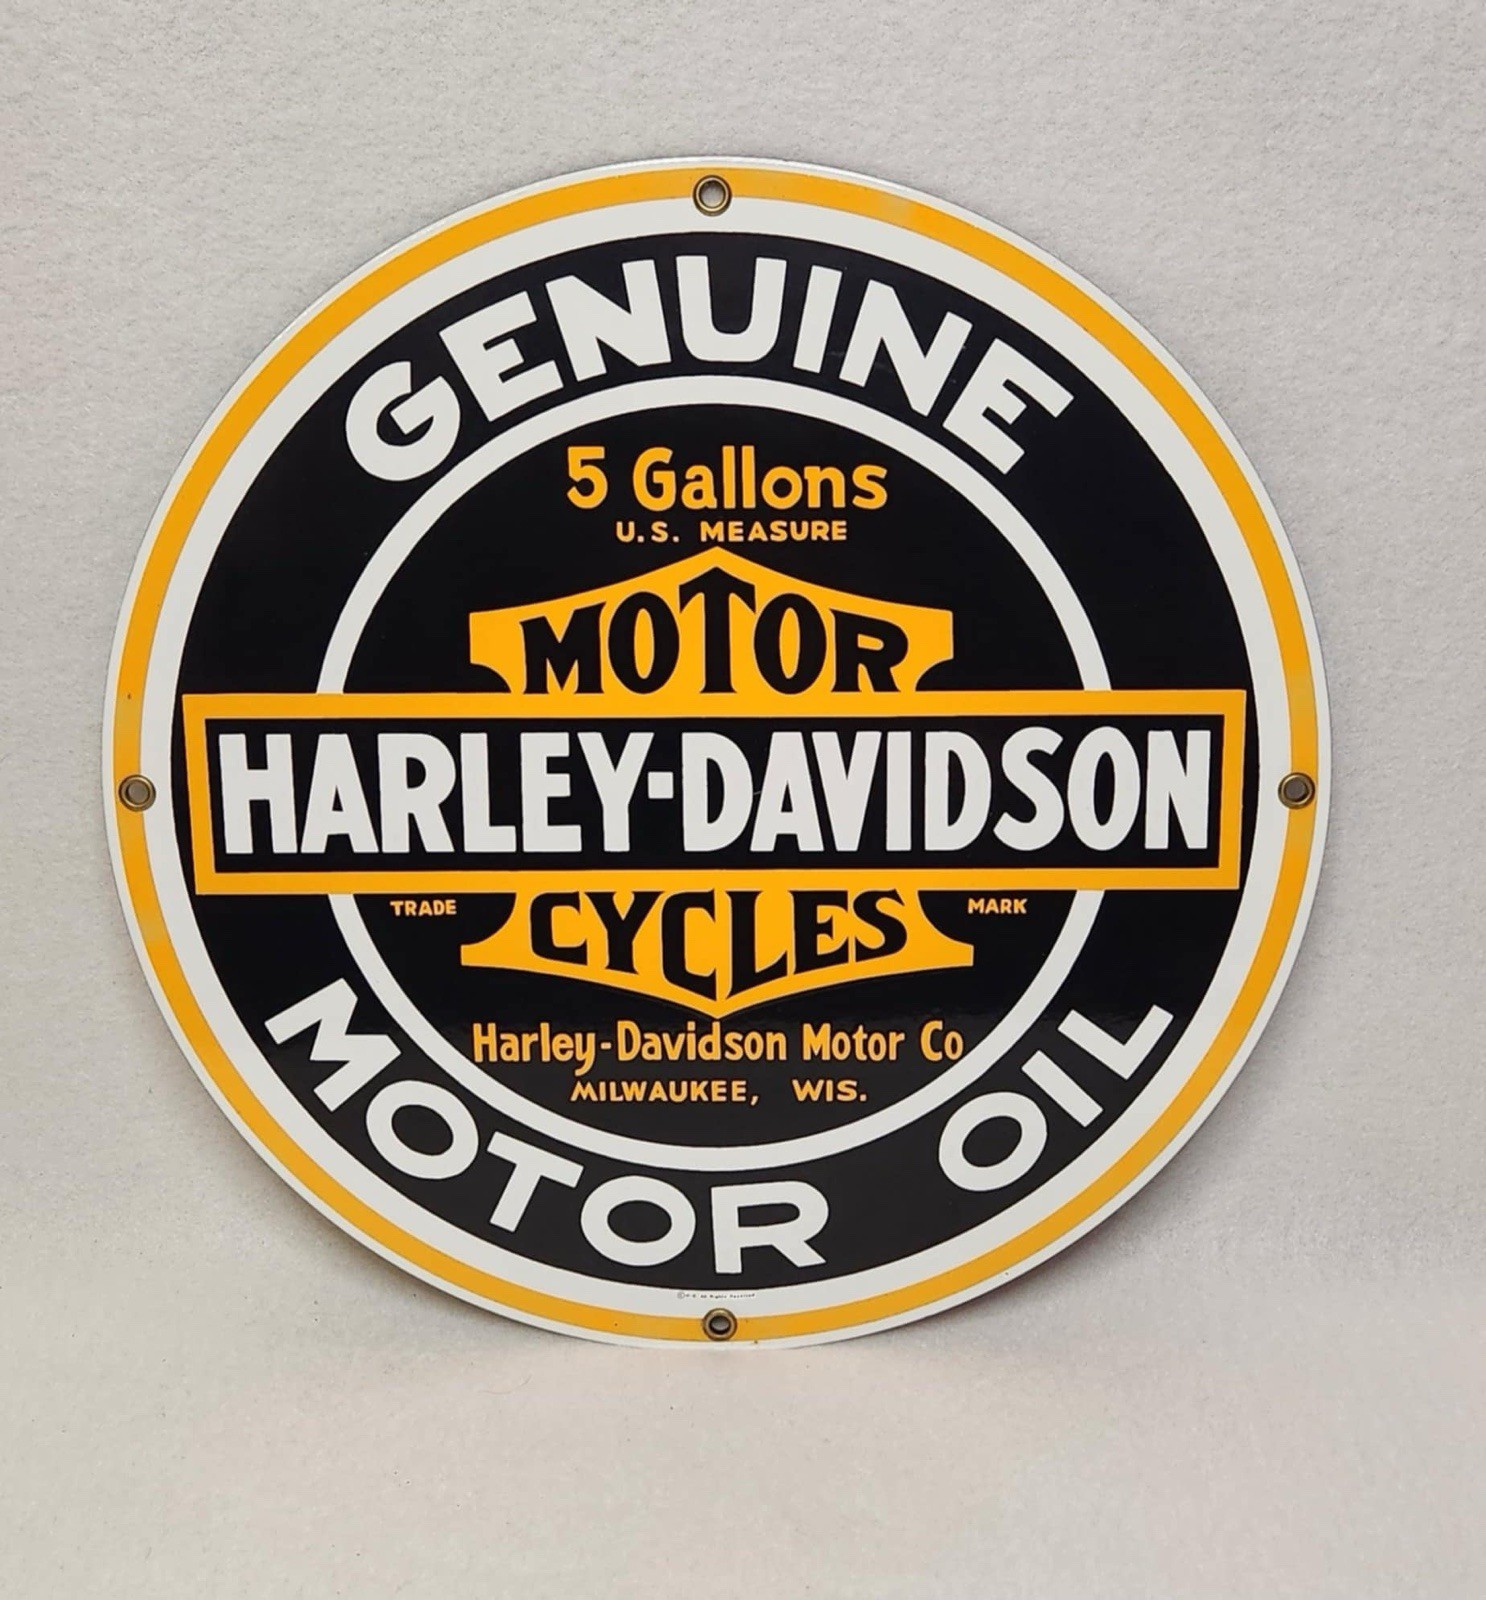 GENUINE
5 Gallons
U.S. MEASURE
MOTOR
HARLEY-DAVIDSON
TRADE CYCLES MARK
Harley-Davidson Motor Co
MILWAUKEE, WIS.
MOTOR OIL